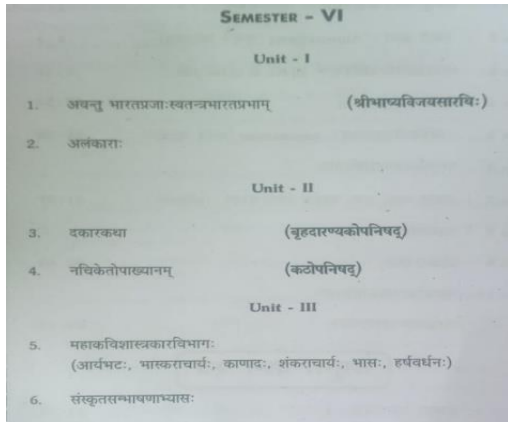 SEMESTER - VI
Unit - I
1. अवन्तु भारतप्रजाःस्वतन्त्रभारतप्रभाम् (श्रीभाष्यविजयसारथिः)
2. अलंकाराः
Unit - II
3. दकारकथा (बृहदारण्यकोपनिषद्)
4. नचिकेतोपाख्यानम् (कठोपनिषद्)
Unit - III
5. महाकविशास्त्रकारविभागः
(आर्यभटः, भास्कराचार्यः, काणादः, शंकराचार्यः, भासः, हर्षवर्धनः)
6. संस्कृतसम्भाषणाभ्यासः